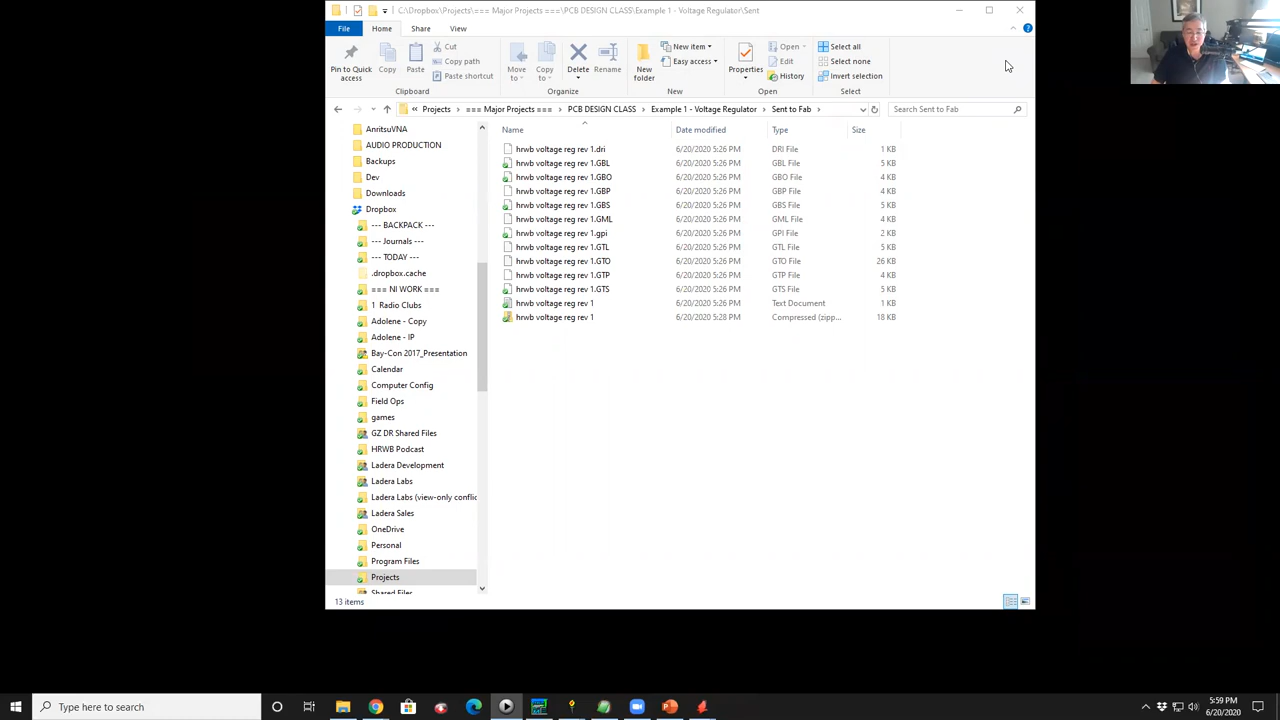 C:\Dropbox\Projects\=== Major Projects ===\PCB DESIGN CLASS\Example 1 - Voltage Regulator\Sent
File Home Share View
Pin to Quick access
Copy
Paste
Cut
Copy path
Paste shortcut
Clipboard
Move to
Copy to
Delete
Rename
Organize
New folder
New item
Easy access
New
Properties
Open
Edit
History
Open
Select all
Select none
Invert selection
Select
« Projects > === Major Projects === > PCB DESIGN CLASS > Example 1 - Voltage Regulator > Sent to Fab >
Search Sent to Fab
AnritsuVNA
AUDIO PRODUCTION
Backups
Dev
Downloads
Dropbox
--- BACKPACK ---
--- Journals ---
--- TODAY ---
.dropbox.cache
=== NI WORK ===
1 Radio Clubs
Adolene - Copy
Adolene - IP
Bay-Con 2017_Presentation
Calendar
Computer Config
Field Ops
games
GZ DR Shared Files
HRWB Podcast
Ladera Development
Ladera Labs
Ladera Labs (view-only conflic
Ladera Sales
OneDrive
Personal
Program Files
Projects
Shared Files
Name Date modified Type Size
hrwb voltage reg rev 1.dri 6/20/2020 5:26 PM DRI File 1 KB
hrwb voltage reg rev 1.GBL 6/20/2020 5:26 PM GBL File 5 KB
hrwb voltage reg rev 1.GBO 6/20/2020 5:26 PM GBO File 4 KB
hrwb voltage reg rev 1.GBP 6/20/2020 5:26 PM GBP File 4 KB
hrwb voltage reg rev 1.GBS 6/20/2020 5:26 PM GBS File 5 KB
hrwb voltage reg rev 1.GML 6/20/2020 5:26 PM GML File 4 KB
hrwb voltage reg rev 1.gpi 6/20/2020 5:26 PM GPI File 2 KB
hrwb voltage reg rev 1.GTL 6/20/2020 5:26 PM GTL File 5 KB
hrwb voltage reg rev 1.GTO 6/20/2020 5:26 PM GTO File 26 KB
hrwb voltage reg rev 1.GTP 6/20/2020 5:26 PM GTP File 4 KB
hrwb voltage reg rev 1.GTS 6/20/2020 5:26 PM GTS File 5 KB
hrwb voltage reg rev 1 6/20/2020 5:26 PM Text Document 1 KB
hrwb voltage reg rev 1 6/20/2020 5:28 PM Compressed (zipp... 18 KB
13 items
Type here to search
5:59 PM
6/20/2020